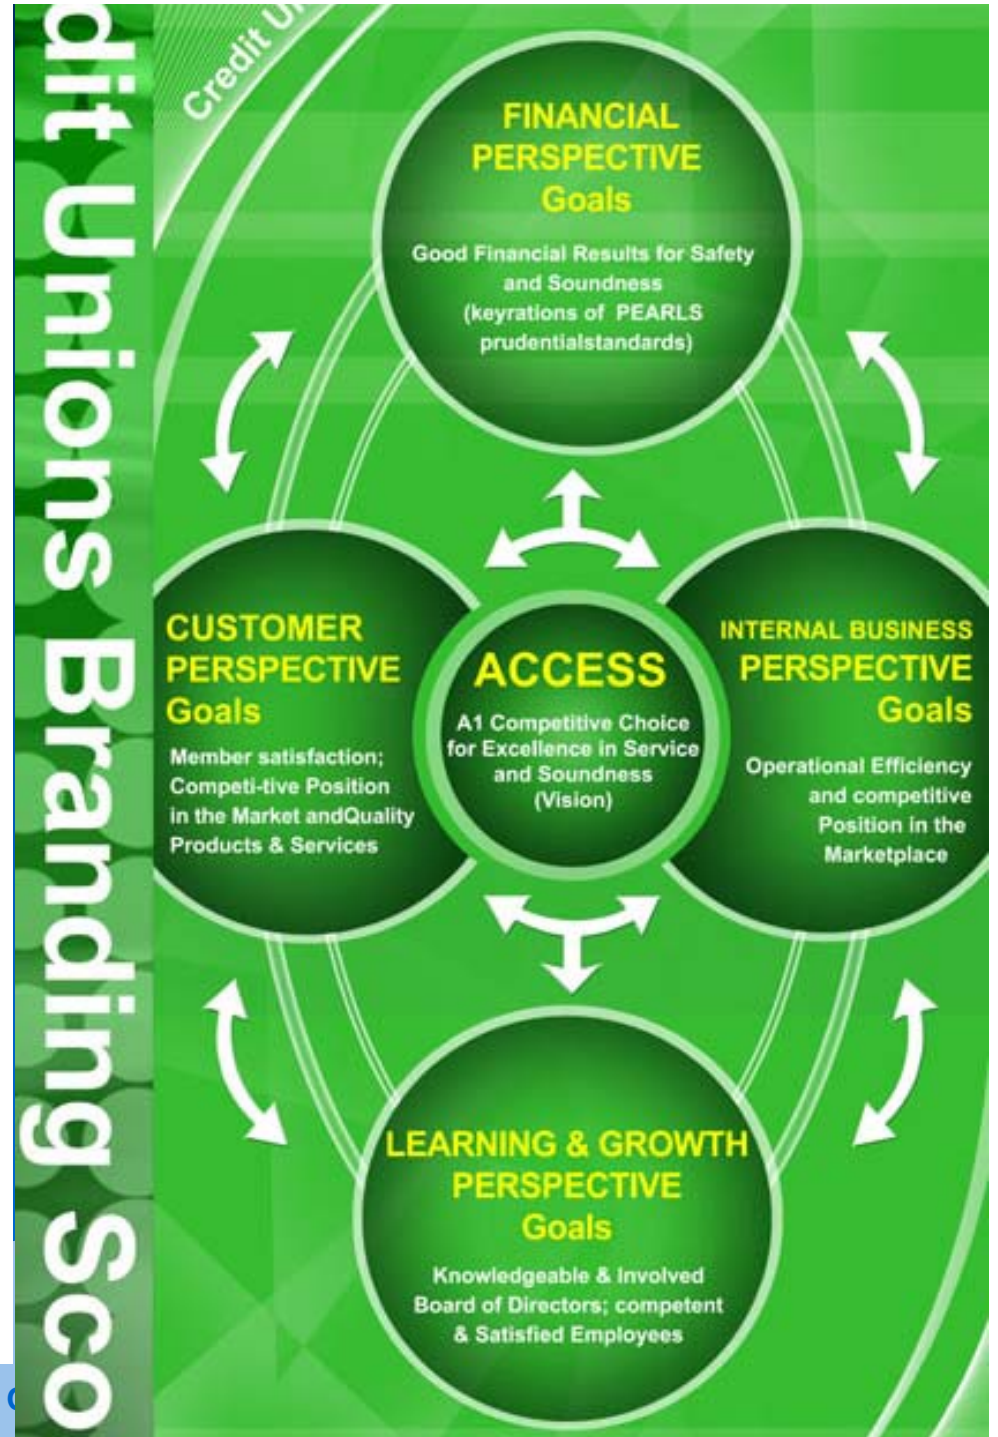 dit Unions Branding Sco
Credit Un
FINANCIAL
PERSPECTIVE
Goals
Good Financial Results for Safety
and Soundness
(keyrations of PEARLS
prudentialstandards)
CUSTOMER
PERSPECTIVE
Goals
Member satisfaction;
Competi-tive Position
in the Market andQuality
Products & Services
ACCESS
A1 Competitive Choice
for Excellence in Service
and Soundness
(Vision)
INTERNAL BUSINESS
PERSPECTIVE
Goals
Operational Efficiency
and competitive
Position in the
Marketplace
LEARNING & GROWTH
PERSPECTIVE
Goals
Knowledgeable & Involved
Board of Directors; competent
& Satisfied Employees